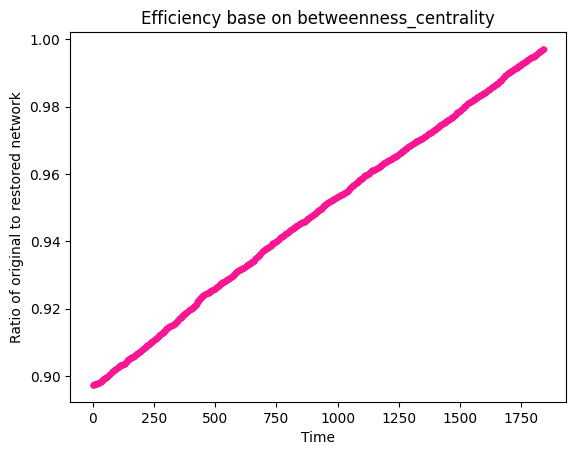 Efficiency base on betweenness_centrality
1.00
0.98
0.96
0.94
0.92
0.90
Ratio of original to restored network
0 250 500 750 1000 1250 1500 1750
Time